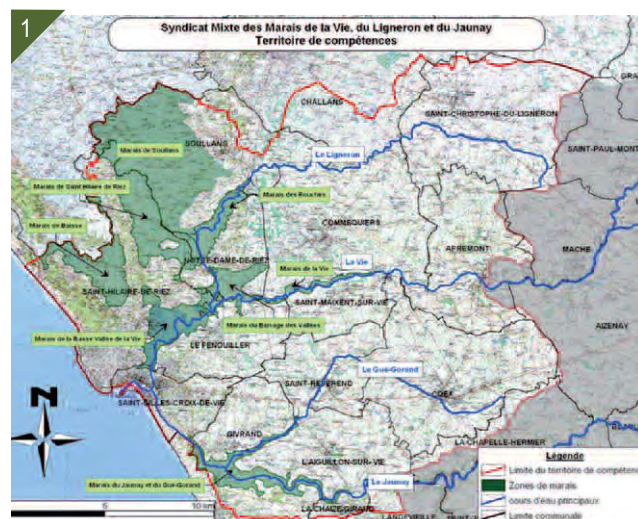 1
Syndicat Mixte des Marais de la Vie, du Ligneron et du Jaunay
Territoire de compétences
CHALLANS
SAINT-CHRISTOPHE-DU-LIGNERON
SOULLANS
Marais de Soullans
Le Ligneron
SAINT-PAUL-MONT
Marais de Saint Hilaire de Riez
Marais des Rouches
Marais de Baisse
COMMEQUIERS
MACHE
NOTRE-DAME-DE-RIEZ
APREMONT
Marais de la Vie
La Vie
SAINT-HILAIRE-DE-RIEZ
SAINT-MAIXENT-SUR-VIE
AIZENAY
Marais de la Basse Vallée de la Vie
Marais du Barrage des Vallées
LE FENOUILLER
Le Gué-Gorand
SAINT-REVEREND
COEX
SAINT-GILLES-CROIX-DE-VIE
N
GIVRAND
LA CHAPELLE-HERMIER
L'AIGUILLON-SUR-VIE
Marais du Jaunay et du Gué-Gorand
Le Jaunay
LA CHAIZE-GIRAUD
5
10
Légende
Limite du territoire de compétenc
Zones de marais
cours d'eau principaux
Limite communale